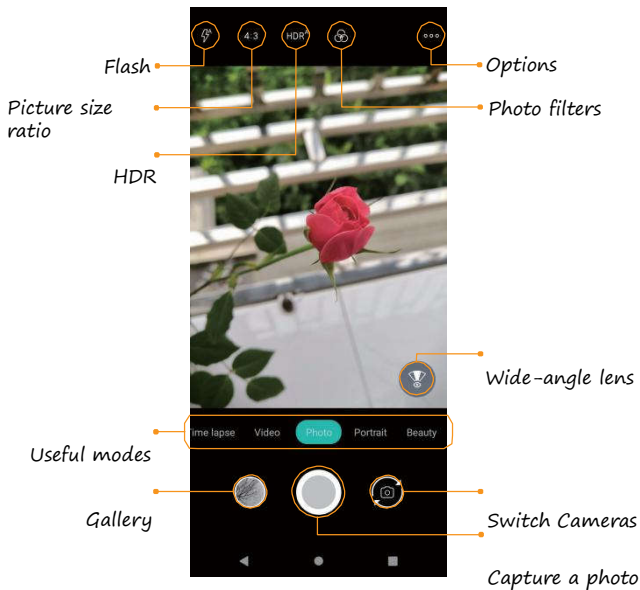 4:3
HDR^
Flash
Options
Picture size
ratio
Photo filters
HDR
Wide-angle lens
ime lapse Video Photo Portrait Beauty
Useful modes
Gallery
Switch Cameras
Capture a photo